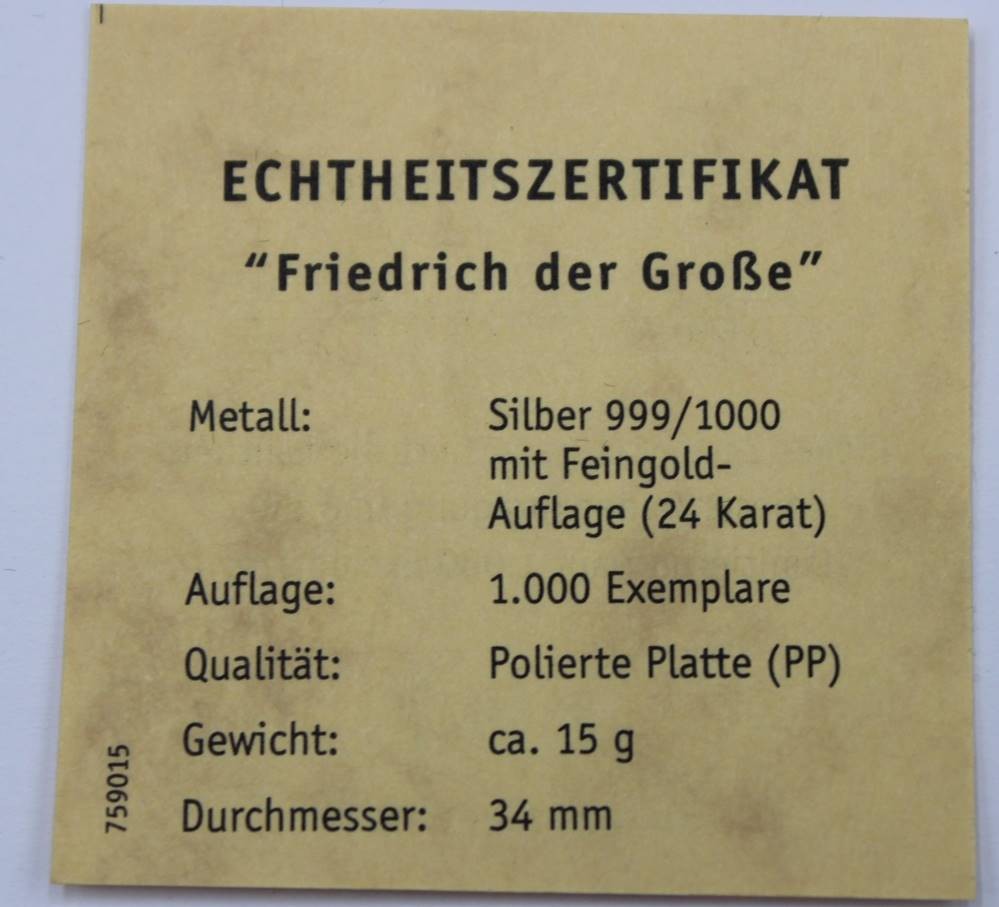 ECHTHEITSZERTIFIKAT
“Friedrich der Große”
Metall: Silber 999/1000
mit Feingold-
Auflage (24 Karat)
Auflage: 1.000 Exemplare
Qualität: Polierte Platte (PP)
Gewicht: ca. 15 g
Durchmesser: 34 mm
759015